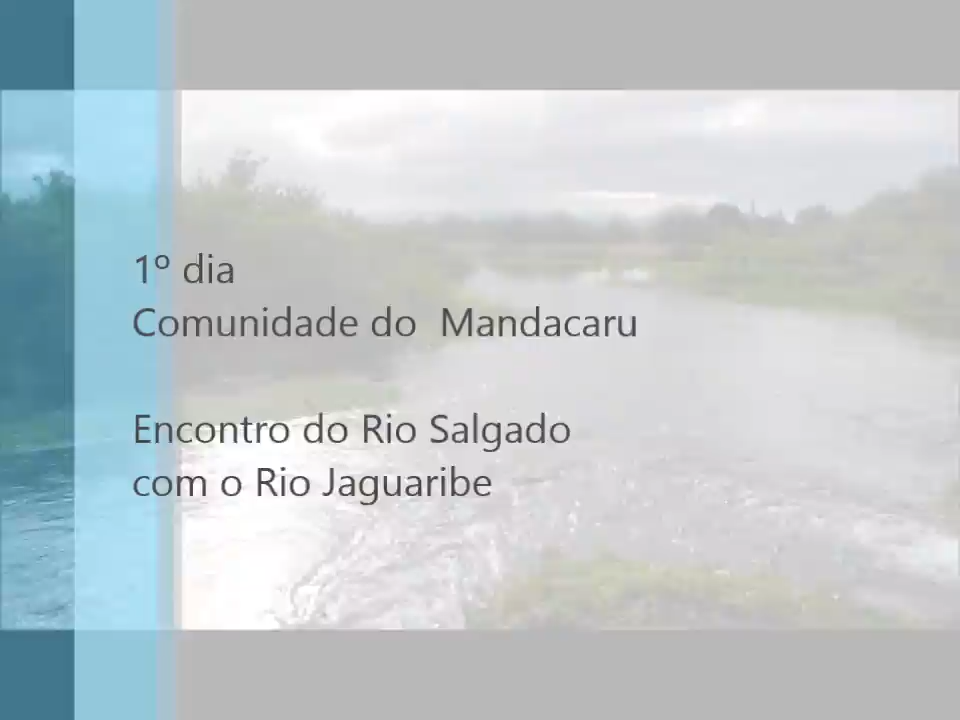 1º dia
Comunidade do  Mandacaru
Encontro do Rio Salgado
com o Rio Jaguaribe